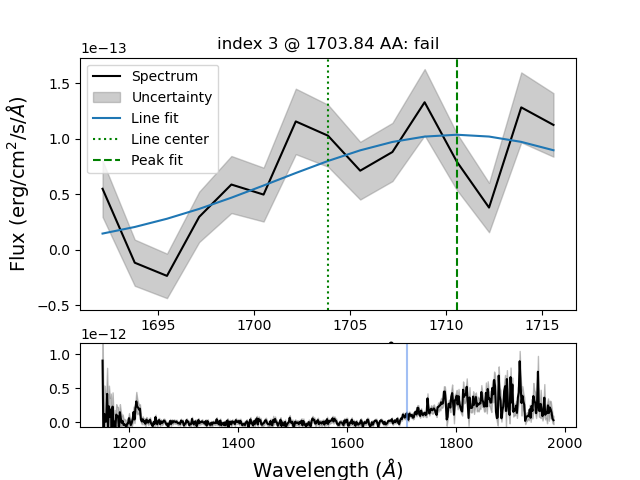 index 3 @ 1703.84 AA: fail
1e−13
Spectrum
Uncertainty
Line fit
Line center
Peak fit
1.5
1.0
0.5
0.0
−0.5
Flux (erg/cm²/s/Å)
1695 1700 1705 1710 1715
1e−12
1.0
0.5
0.0
1200 1400 1600 1800 2000
Wavelength (Å)